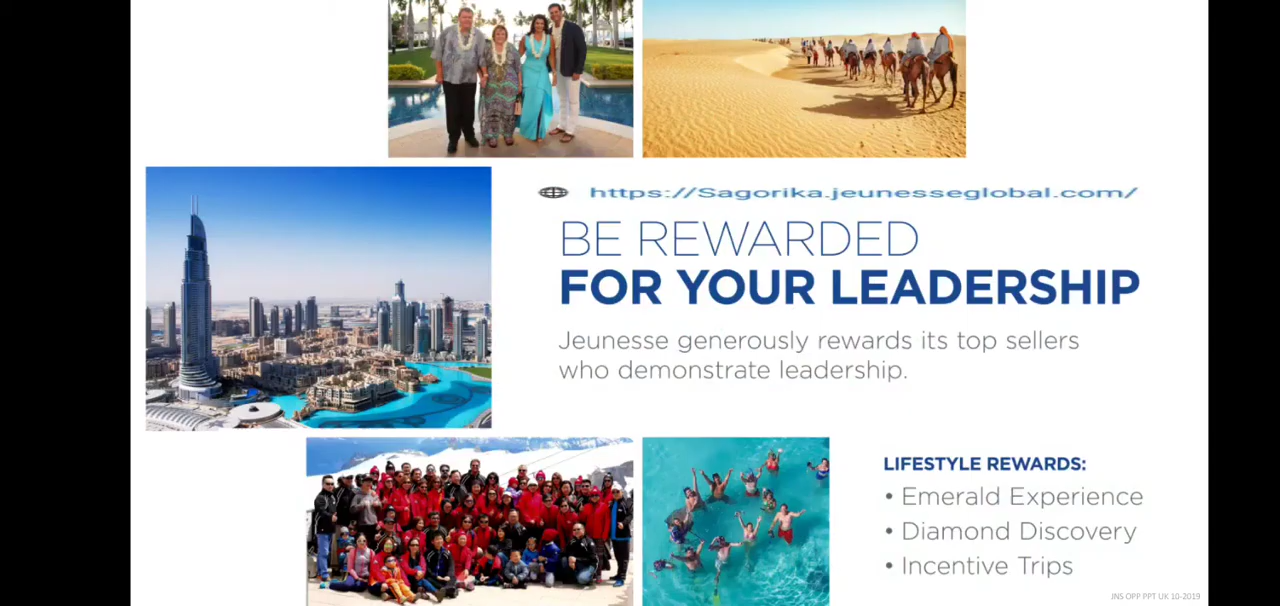 https://Sagorika.jeunesseglobal.com/
BE REWARDED
FOR YOUR LEADERSHIP
Jeunesse generously rewards its top sellers
who demonstrate leadership.
LIFESTYLE REWARDS:
• Emerald Experience
• Diamond Discovery
• Incentive Trips
JNS OPP PPT UK 10-2019